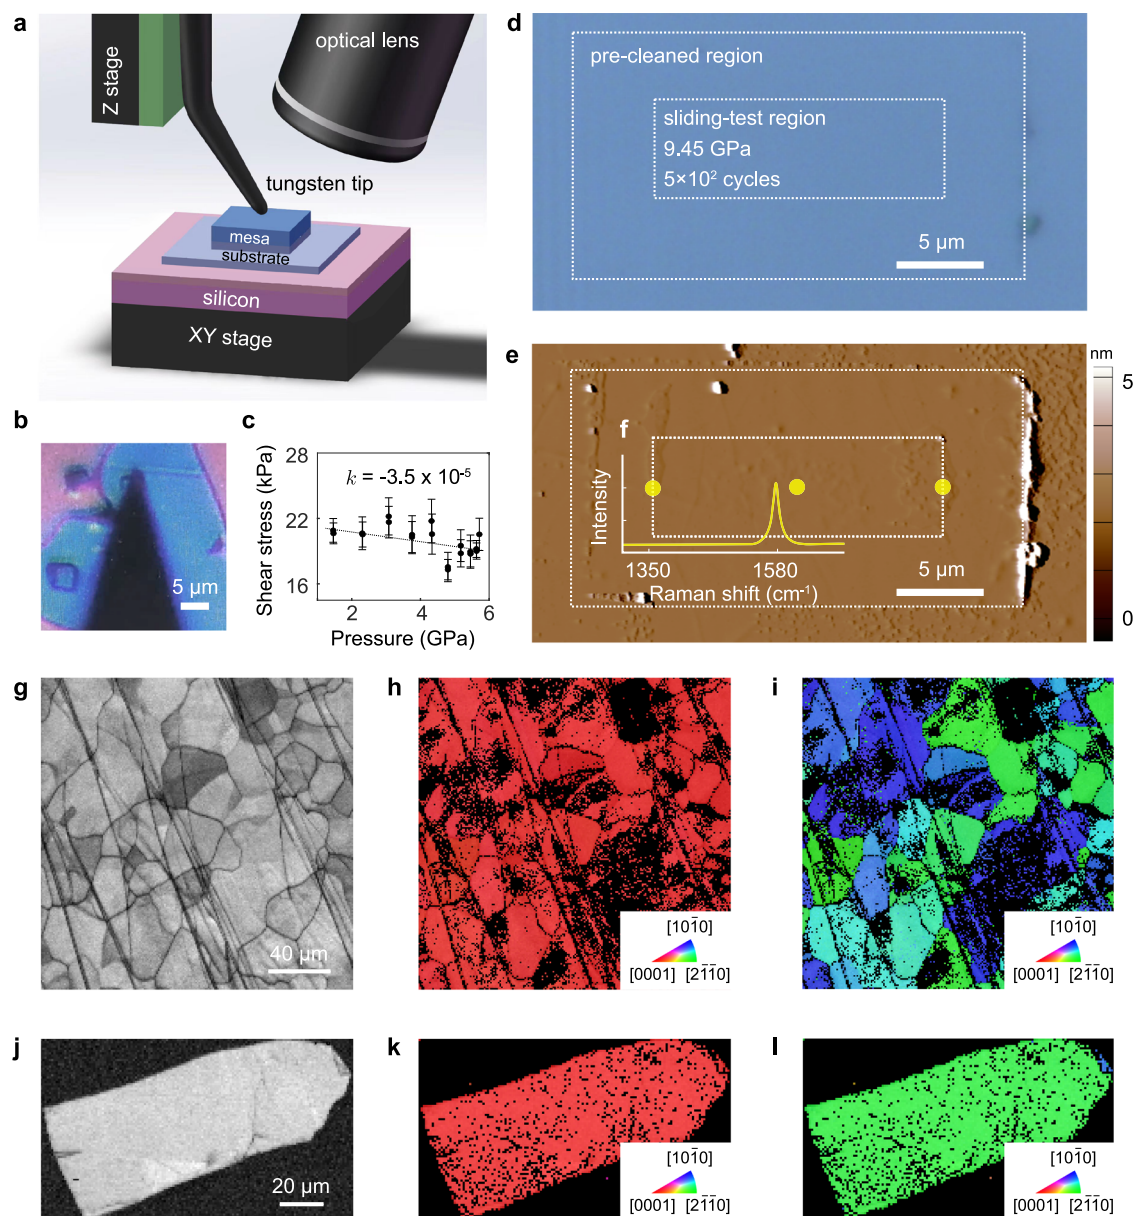 a
Z stage
optical lens
tungsten tip
mesa
substrate
silicon
XY stage
b
5 μm
c
Shear stress (kPa)
28
22
16
k = -3.5 x 10⁻⁵
2
4
6
Pressure (GPa)
d
pre-cleaned region
sliding-test region
9.45 GPa
5×10² cycles
5 μm
e
nm
5
0
f
Intensity
1350
1580
Raman shift (cm⁻¹)
5 μm
g
40 μm
h
[101̄0]
[0001] [21̄1̄0]
i
[101̄0]
[0001] [21̄1̄0]
j
20 μm
k
[101̄0]
[0001] [21̄1̄0]
l
[101̄0]
[0001] [21̄1̄0]